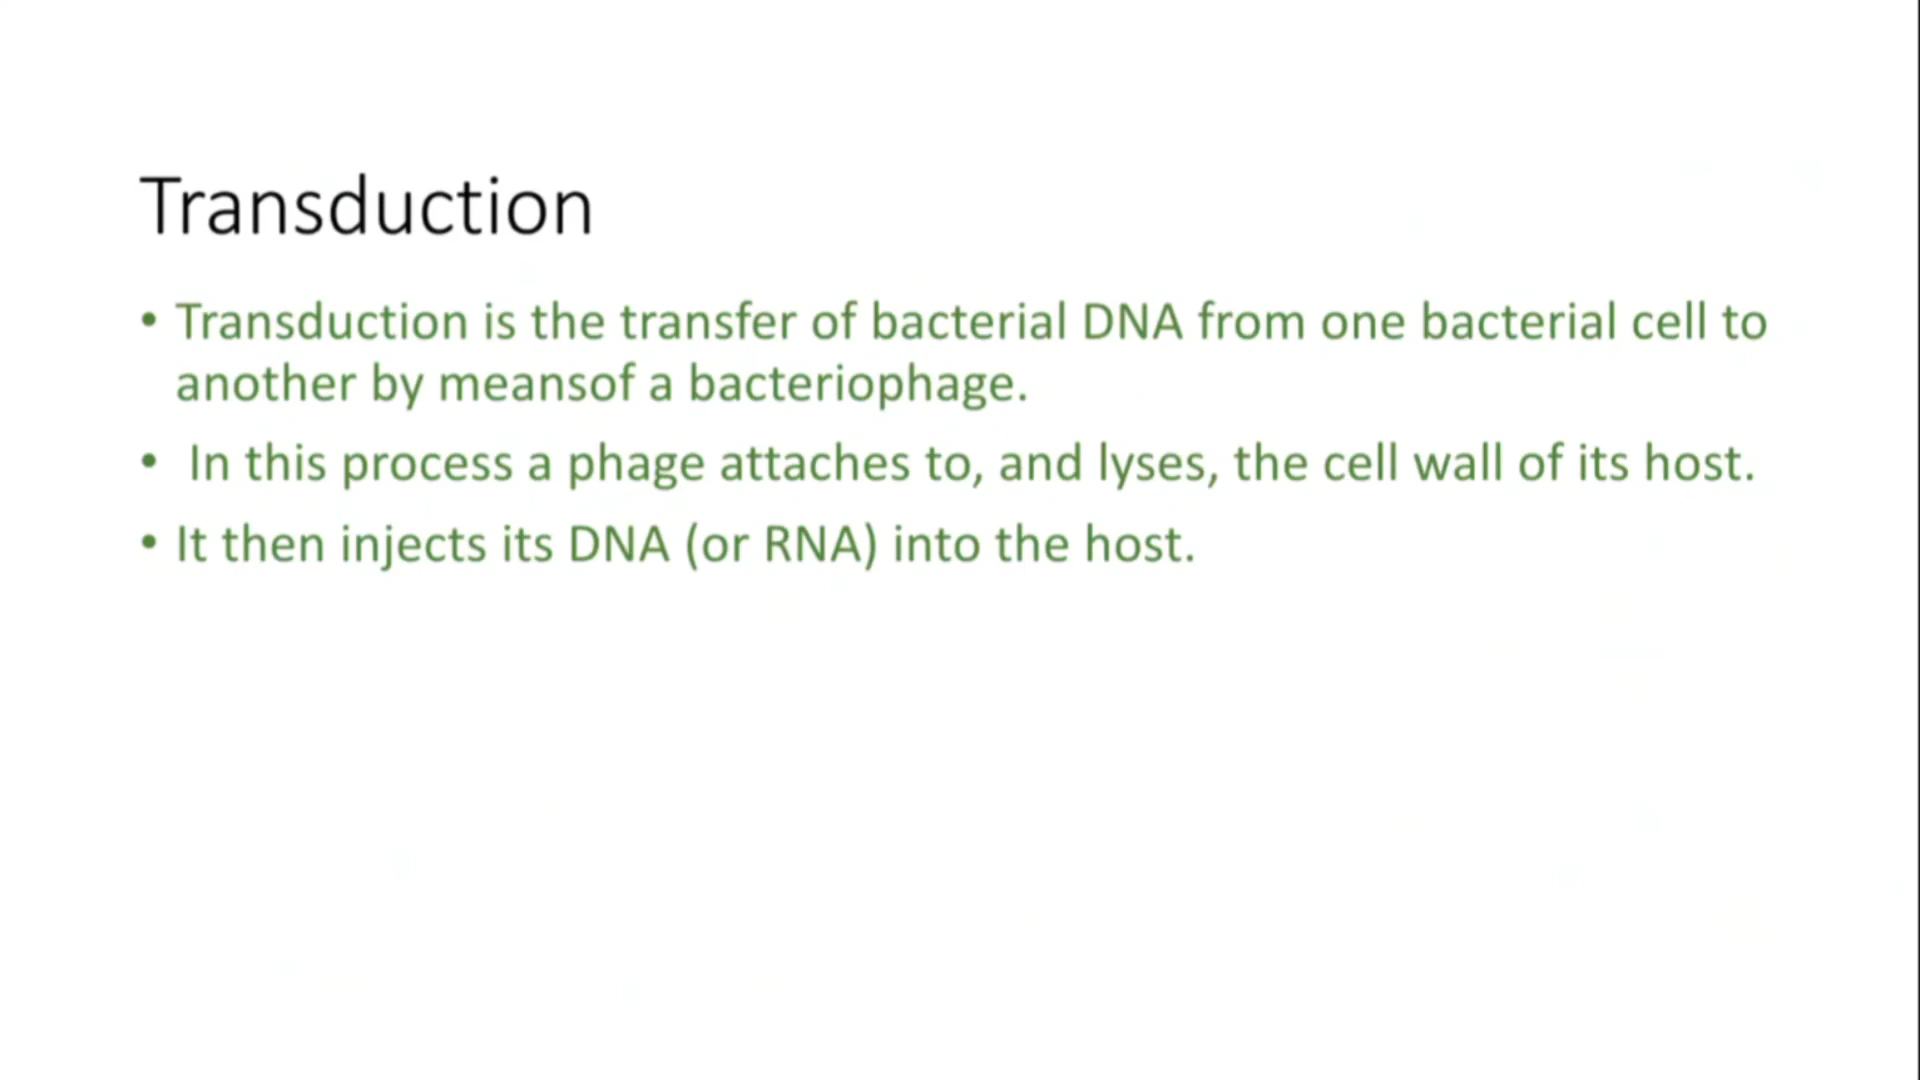 Transduction
• Transduction is the transfer of bacterial DNA from one bacterial cell to
another by meansof a bacteriophage.
• In this process a phage attaches to, and lyses, the cell wall of its host.
• It then injects its DNA (or RNA) into the host.